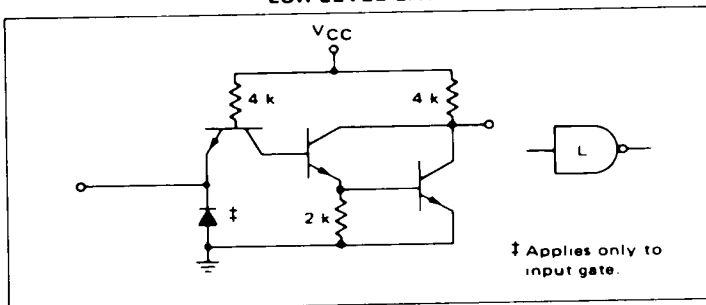 VCC
4 k
4 k
L
2 k
‡
‡ Applies only to
input gate.